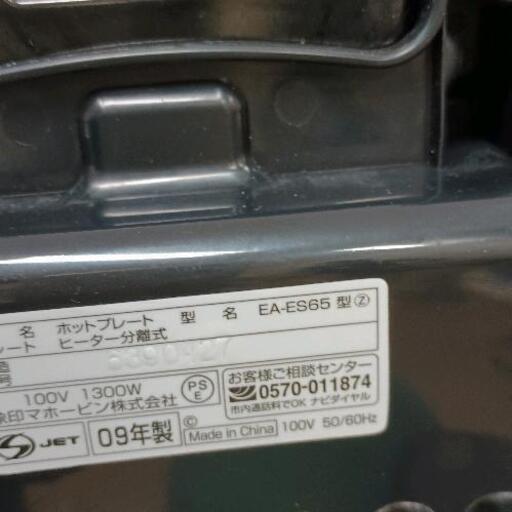 名 ホットプレート 型 名 EA-ES65 型 Ⓩ
ート ヒーター分離式
号
100V 1300W
PS
E
象印マホービン株式会社
お客様ご相談センター
0570-011874
市内通話料でOK ナビダイヤル
JET 09年製 © Made in China 100V 50/60Hz